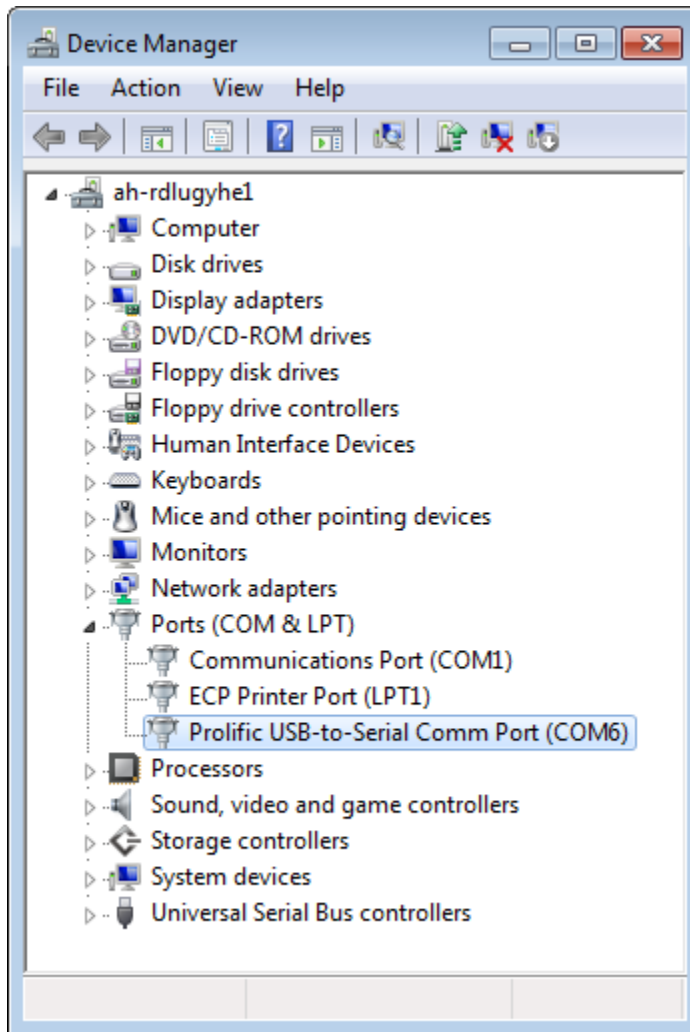 Device Manager
File Action View Help
ah-rdlugyhe1
Computer
Disk drives
Display adapters
DVD/CD-ROM drives
Floppy disk drives
Floppy drive controllers
Human Interface Devices
Keyboards
Mice and other pointing devices
Monitors
Network adapters
Ports (COM & LPT)
Communications Port (COM1)
ECP Printer Port (LPT1)
Prolific USB-to-Serial Comm Port (COM6)
Processors
Sound, video and game controllers
Storage controllers
System devices
Universal Serial Bus controllers